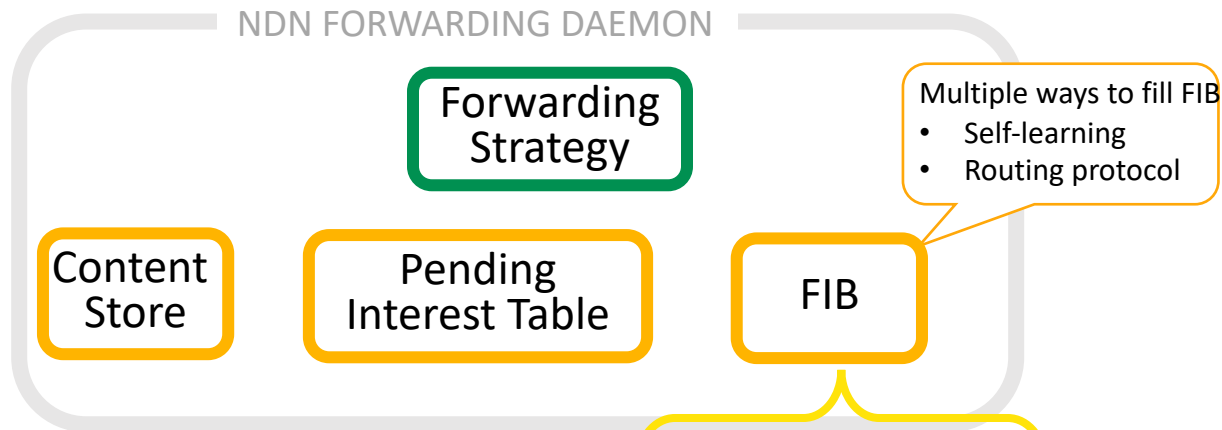 NDN FORWARDING DAEMON
Forwarding
Strategy
Multiple ways to fill FIB
• Self-learning
• Routing protocol
Content
Store
Pending
Interest Table
FIB